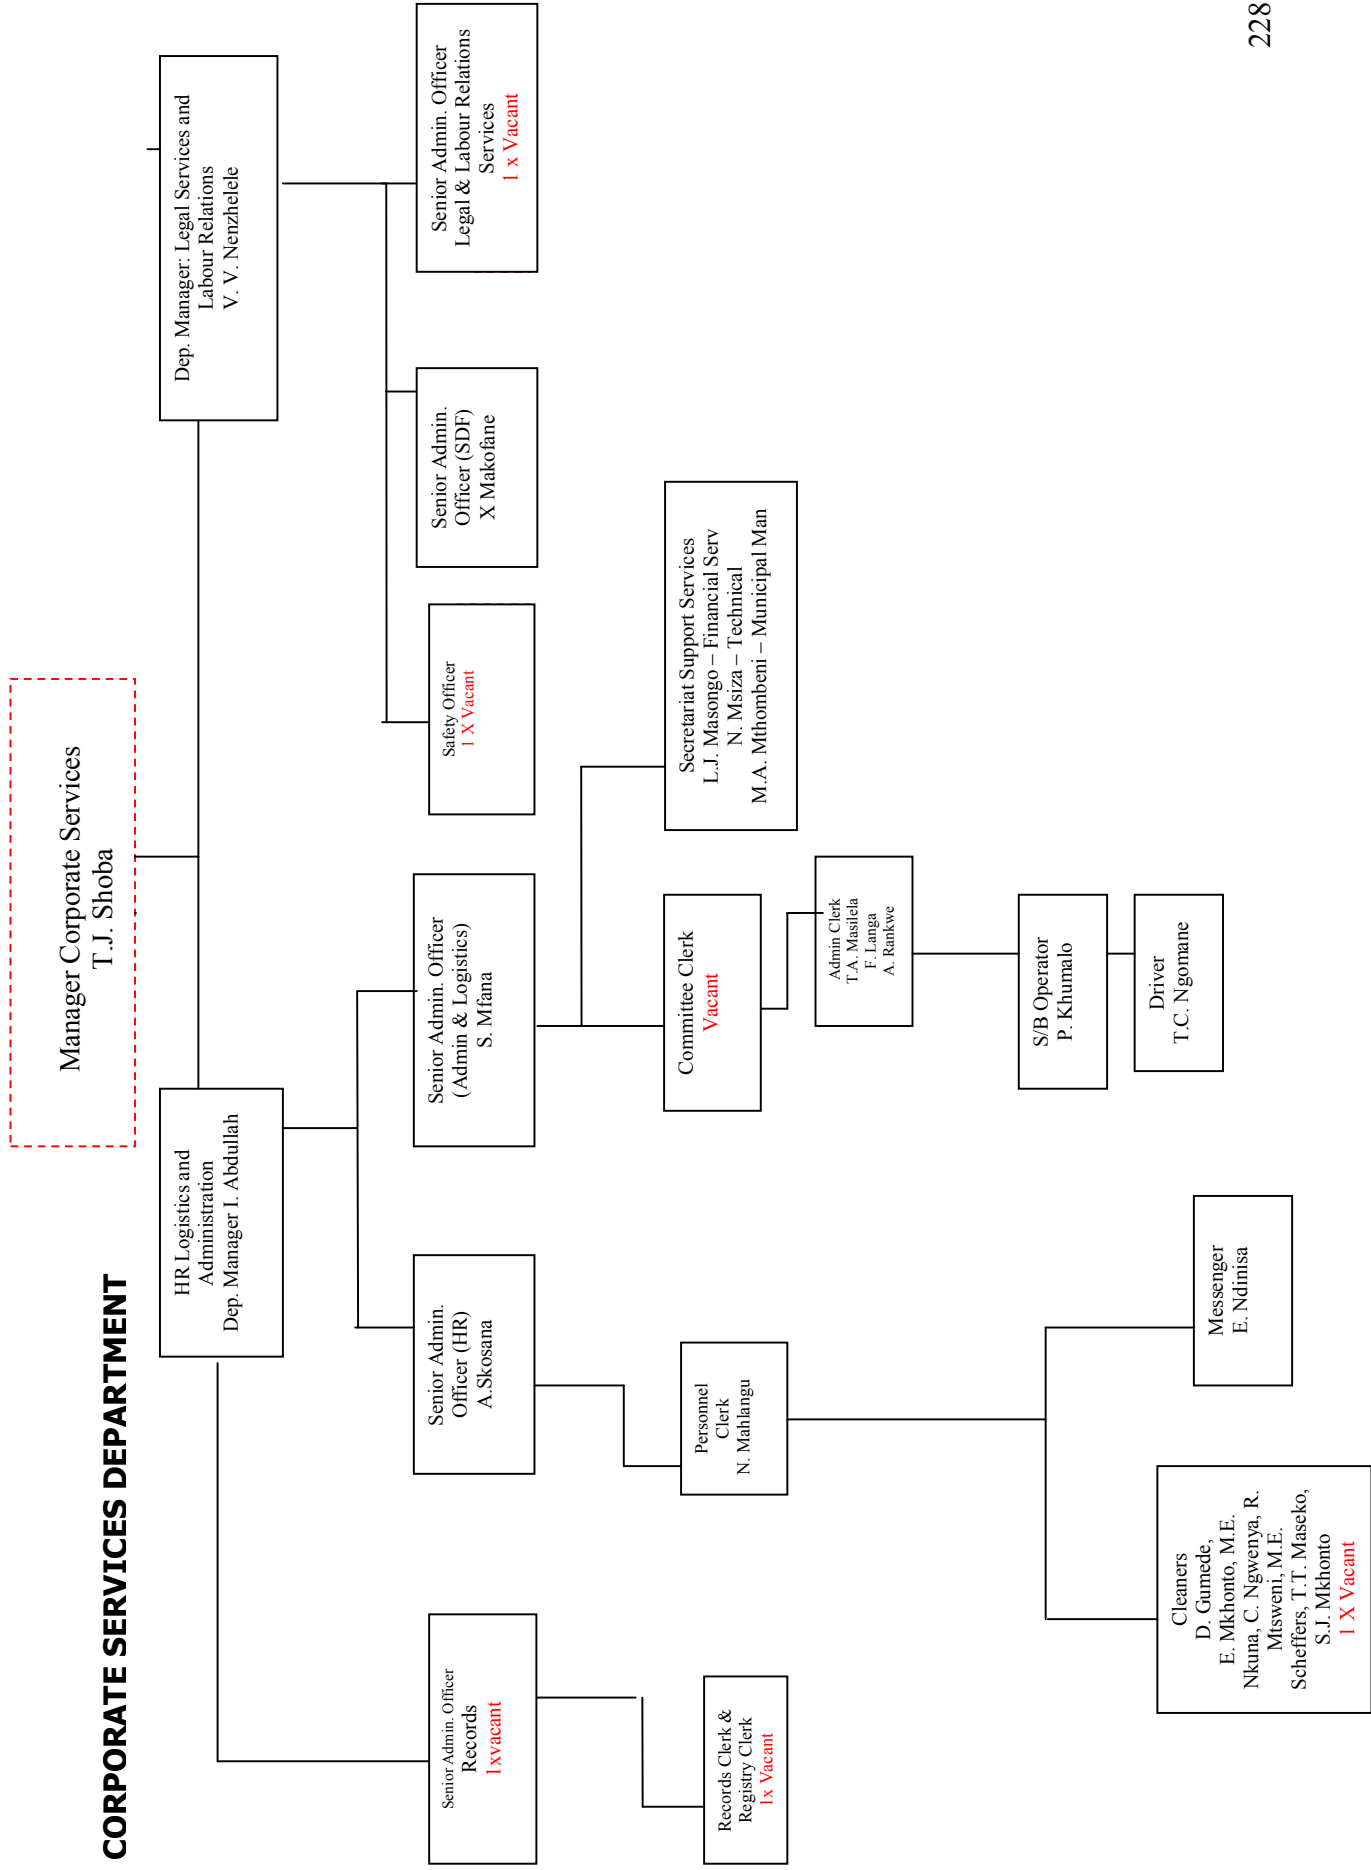 CORPORATE SERVICES DEPARTMENT
Manager Corporate Services
T.J. Shoba
HR Logistics and
Administration
Dep. Manager I. Abdullah
Dep. Manager: Legal Services and
Labour Relations
V. V. Nenzhelele
Senior Admin. Officer
Records
1xvacant
Senior Admin.
Officer (HR)
A.Skosana
Senior Admin. Officer
(Admin & Logistics)
S. Mfana
Safety Officer
1 X Vacant
Senior Admin.
Officer (SDF)
X Makofane
Senior Admin. Officer
Legal & Labour Relations
Services
1 x Vacant
Records Clerk &
Registry Clerk
1x Vacant
Personnel
Clerk
N. Mahlangu
Committee Clerk
Vacant
Secretariat Support Services
L.J. Masongo – Financial Serv
N. Msiza – Technical
M.A. Mthombeni – Municipal Man
Admin Clerk
T.A. Masilela
F. Langa
A. Rankwe
S/B Operator
P. Khumalo
Driver
T.C. Ngomane
Cleaners
D. Gumede,
E. Mkhonto, M.E.
Nkuna, C. Ngwenya, R.
Mtsweni, M.E.
Scheffers, T.T. Maseko,
S.J. Mkhonto
1 X Vacant
Messenger
E. Ndinisa
228